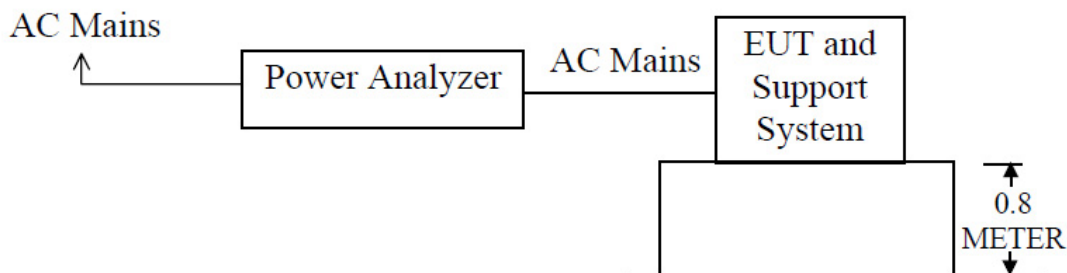 AC Mains
Power Analyzer
AC Mains
EUT and
Support
System
0.8
METER